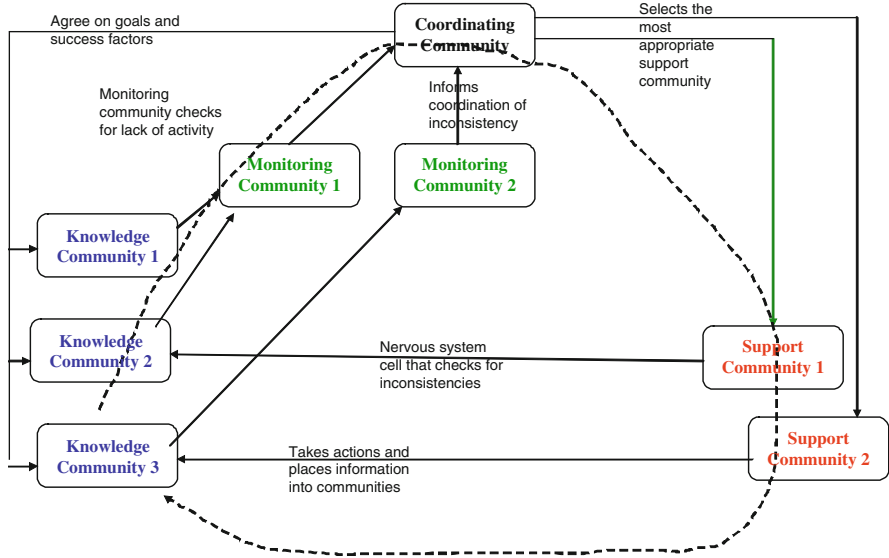 Agree on goals and
success factors
Coordinating
Community
Selects the
most
appropriate
support
community
Monitoring
community checks
for lack of activity
Informs
coordination of
inconsistency
Monitoring
Community 1
Monitoring
Community 2
Knowledge
Community 1
Knowledge
Community 2
Nervous system
cell that checks for
inconsistencies
Support
Community 1
Knowledge
Community 3
Takes actions and
places information
into communities
Support
Community 2